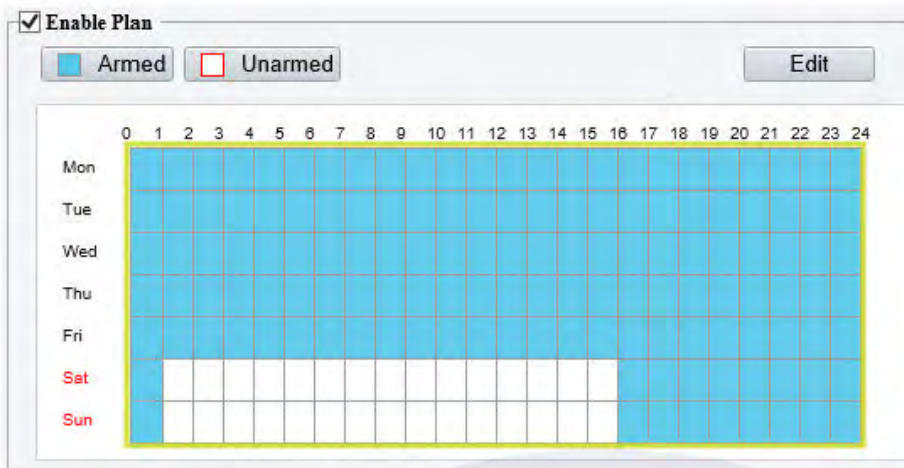 Enable Plan
Armed Unarmed Edit
0 1 2 3 4 5 6 7 8 9 10 11 12 13 14 15 16 17 18 19 20 21 22 23 24
Mon
Tue
Wed
Thu
Fri
Sat
Sun